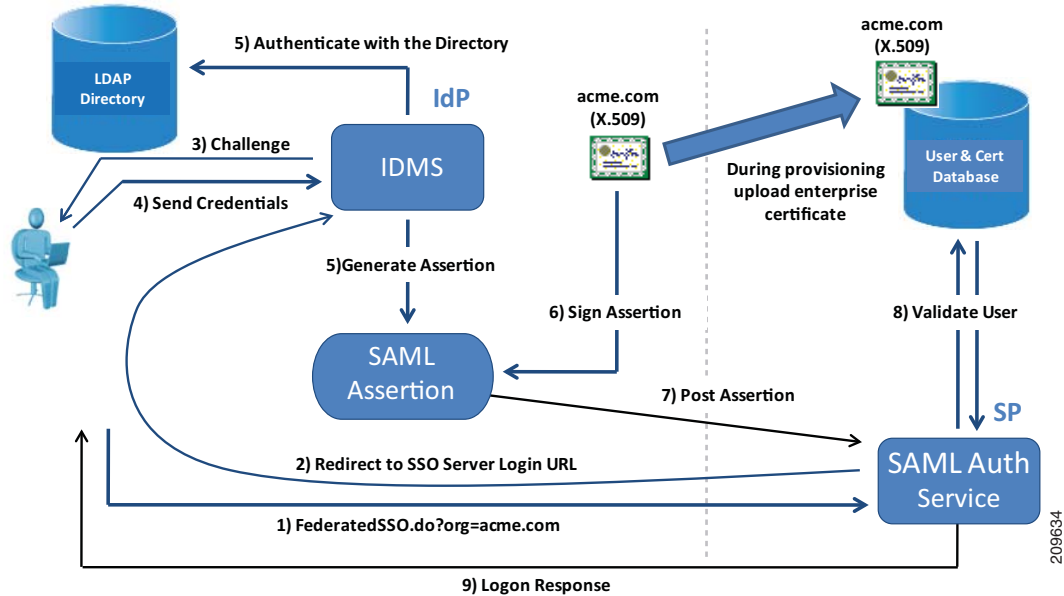 acme.com
(X.509)
5) Authenticate with the Directory
LDAP
Directory
IdP
acme.com
(X.509)
3) Challenge
IDMS
User & Cert
Database
During provisioning
upload enterprise
certificate
4) Send Credentials
5)Generate Assertion
6) Sign Assertion
8) Validate User
SAML
Assertion
7) Post Assertion
SP
2) Redirect to SSO Server Login URL
SAML Auth
Service
1) FederatedSSO.do?org=acme.com
9) Logon Response
209634